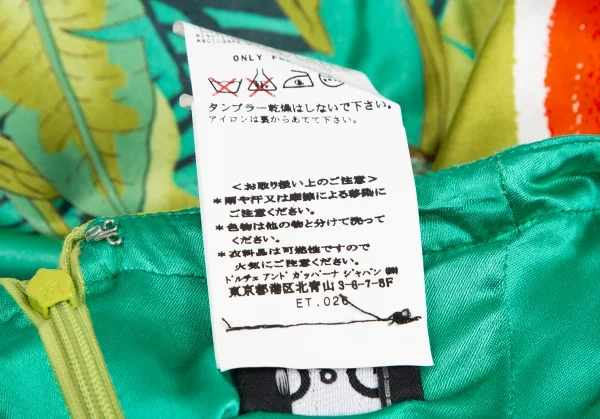 ONLY
タンブラー乾燥はしないで下さい。
アイロンは裏からあてて下さい。
<お取り扱い上のご注意>
*雨や汗又は摩擦による移染に
ご注意ください。
*色物は他の物と分けて洗って
ください。
*衣料品は可燃性ですので
火気にご注意ください。
ドルチェ アンド ガッバーナ ジャパン ㈱
東京都港区北青山 3-6-7-8F
ET.026